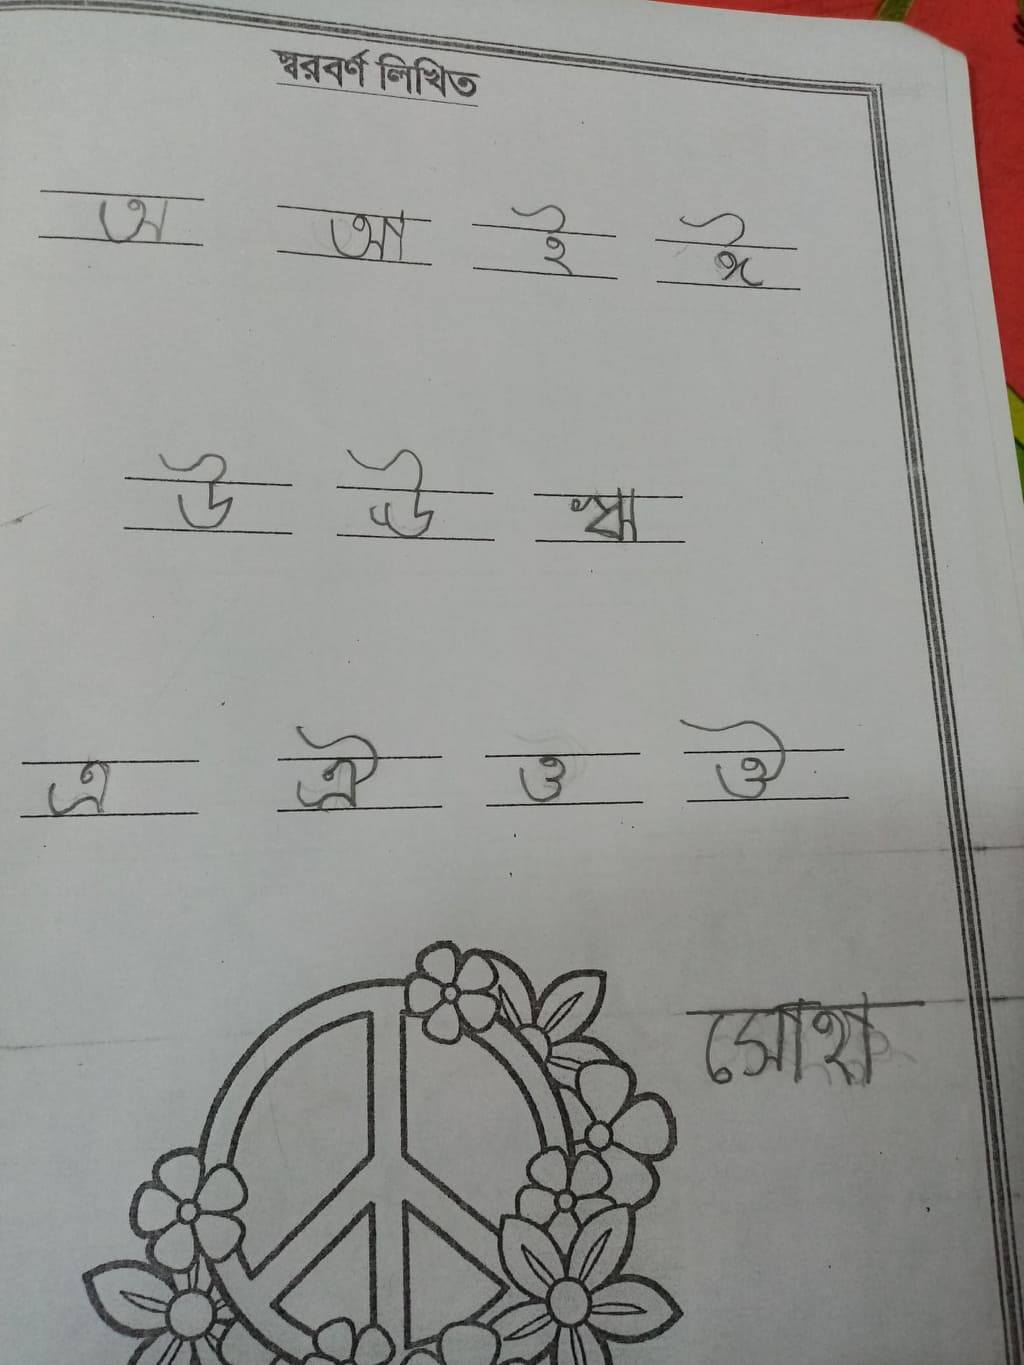 স্বরবর্ণ লিখিত
অ আ ই ঈ
উ ঊ ঋ
এ ঐ ও ঔ